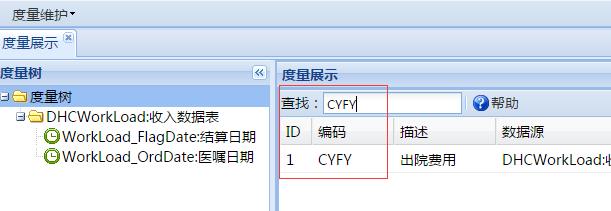 度量维护
度量展示
度量树
度量树
DHCWorkLoad:收入数据表
WorkLoad_FlagDate:结算日期
WorkLoad_OrdDate:医嘱日期
度量展示
查找：CYFY 帮助
ID 编码 描述 数据源
1 CYFY 出院费用 DHCWorkLoad: